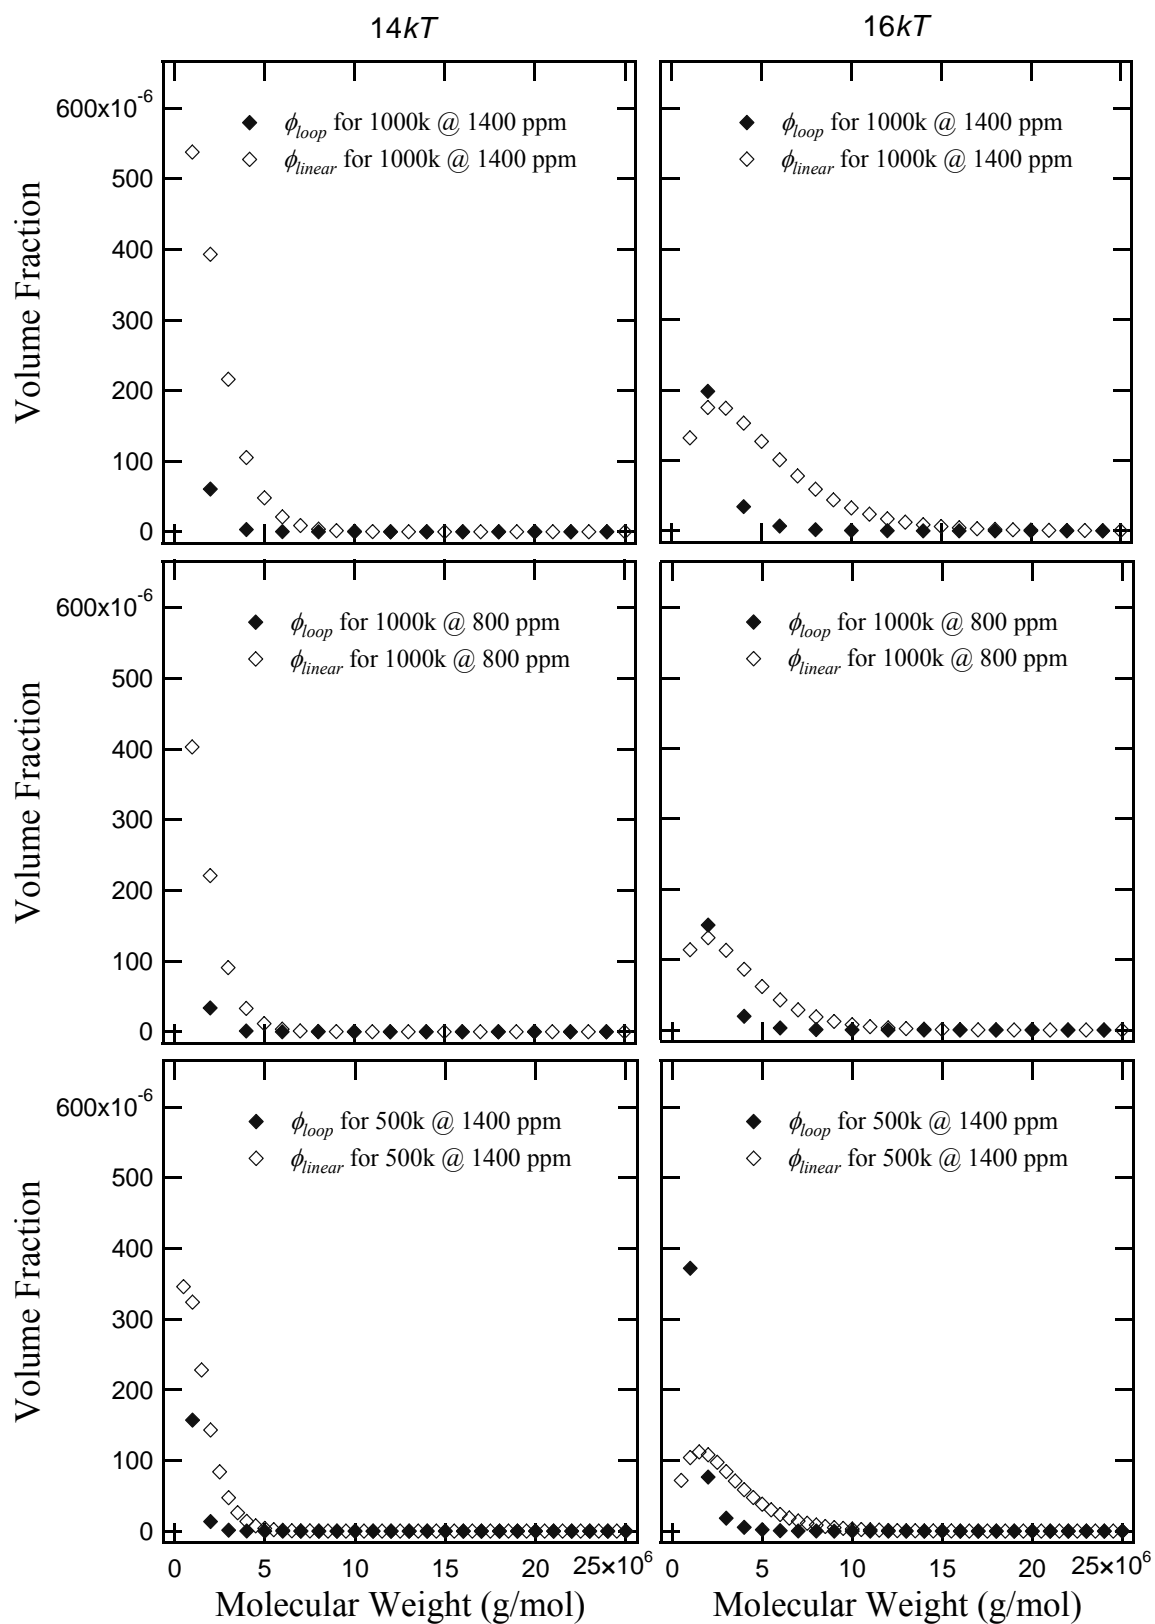 14kT
16kT
Volume Fraction
600x10⁻⁶
500
400
300
200
100
0
ϕloop for 1000k @ 1400 ppm
ϕlinear for 1000k @ 1400 ppm
ϕloop for 1000k @ 1400 ppm
ϕlinear for 1000k @ 1400 ppm
Volume Fraction
600x10⁻⁶
500
400
300
200
100
0
ϕloop for 1000k @ 800 ppm
ϕlinear for 1000k @ 800 ppm
ϕloop for 1000k @ 800 ppm
ϕlinear for 1000k @ 800 ppm
Volume Fraction
600x10⁻⁶
500
400
300
200
100
0
ϕloop for 500k @ 1400 ppm
ϕlinear for 500k @ 1400 ppm
ϕloop for 500k @ 1400 ppm
ϕlinear for 500k @ 1400 ppm
0 5 10 15 20 25×10⁶
0 5 10 15 20 25×10⁶
Molecular Weight (g/mol)
Molecular Weight (g/mol)